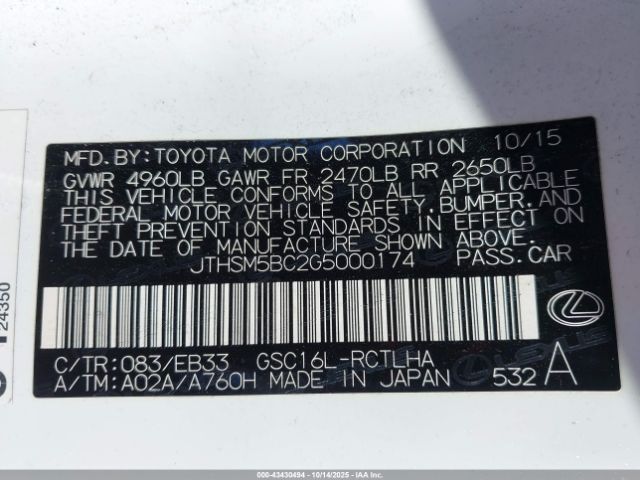 MFD.BY:TOYOTA MOTOR CORPORATION 10/15
GVWR 4960LB GAWR FR 2470LB RR 2650LB
THIS VEHICLE CONFORMS TO ALL APPLICABLE
FEDERAL MOTOR VEHICLE SAFETY,BUMPER,AND
THEFT PREVENTION STANDARDS IN EFFECT ON
THE DATE OF MANUFACTURE SHOWN ABOVE.
JTHSM5BC2G5000174 PASS.CAR
C/TR:083/EB33 GSC16L-RCTLHA
A/TM:A02A/A760H MADE IN JAPAN 532 A
24350
000-43430494 | 10/14/2025 | IAAI.COM